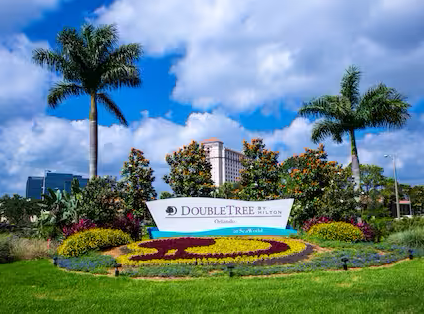 DOUBLETREE BY HILTON
Orlando
at SeaWorld